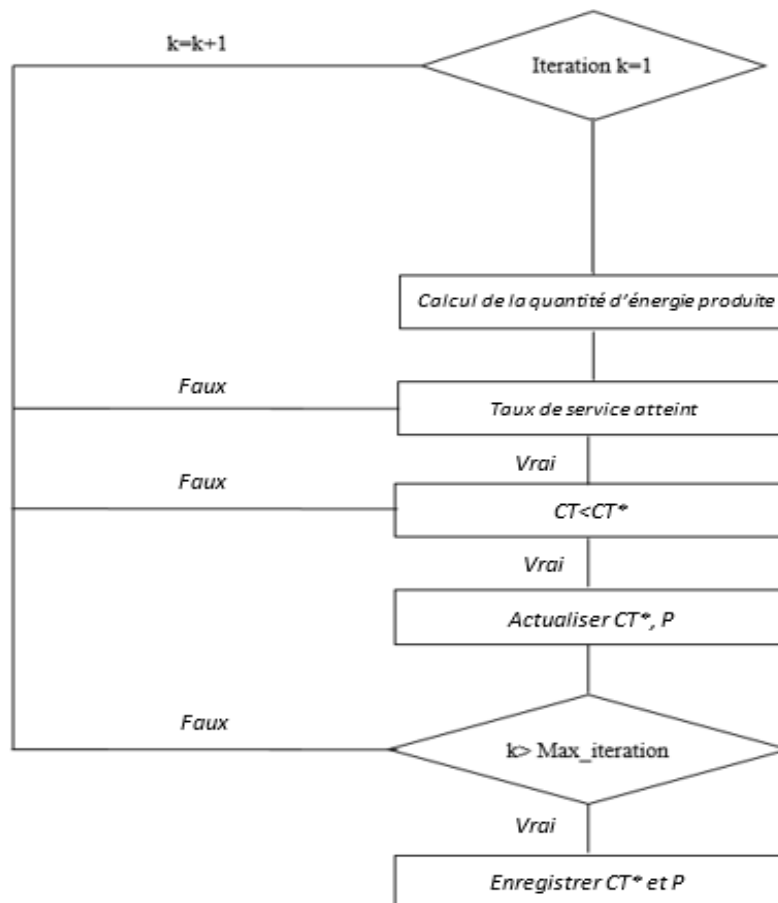 k=k+1
Iteration k=1
Calcul de la quantité d'énergie produite
Faux
Taux de service atteint
Vrai
Faux
CT<CT*
Vrai
Actualiser CT*, P
Faux
k> Max_iteration
Vrai
Enregistrer CT* et P